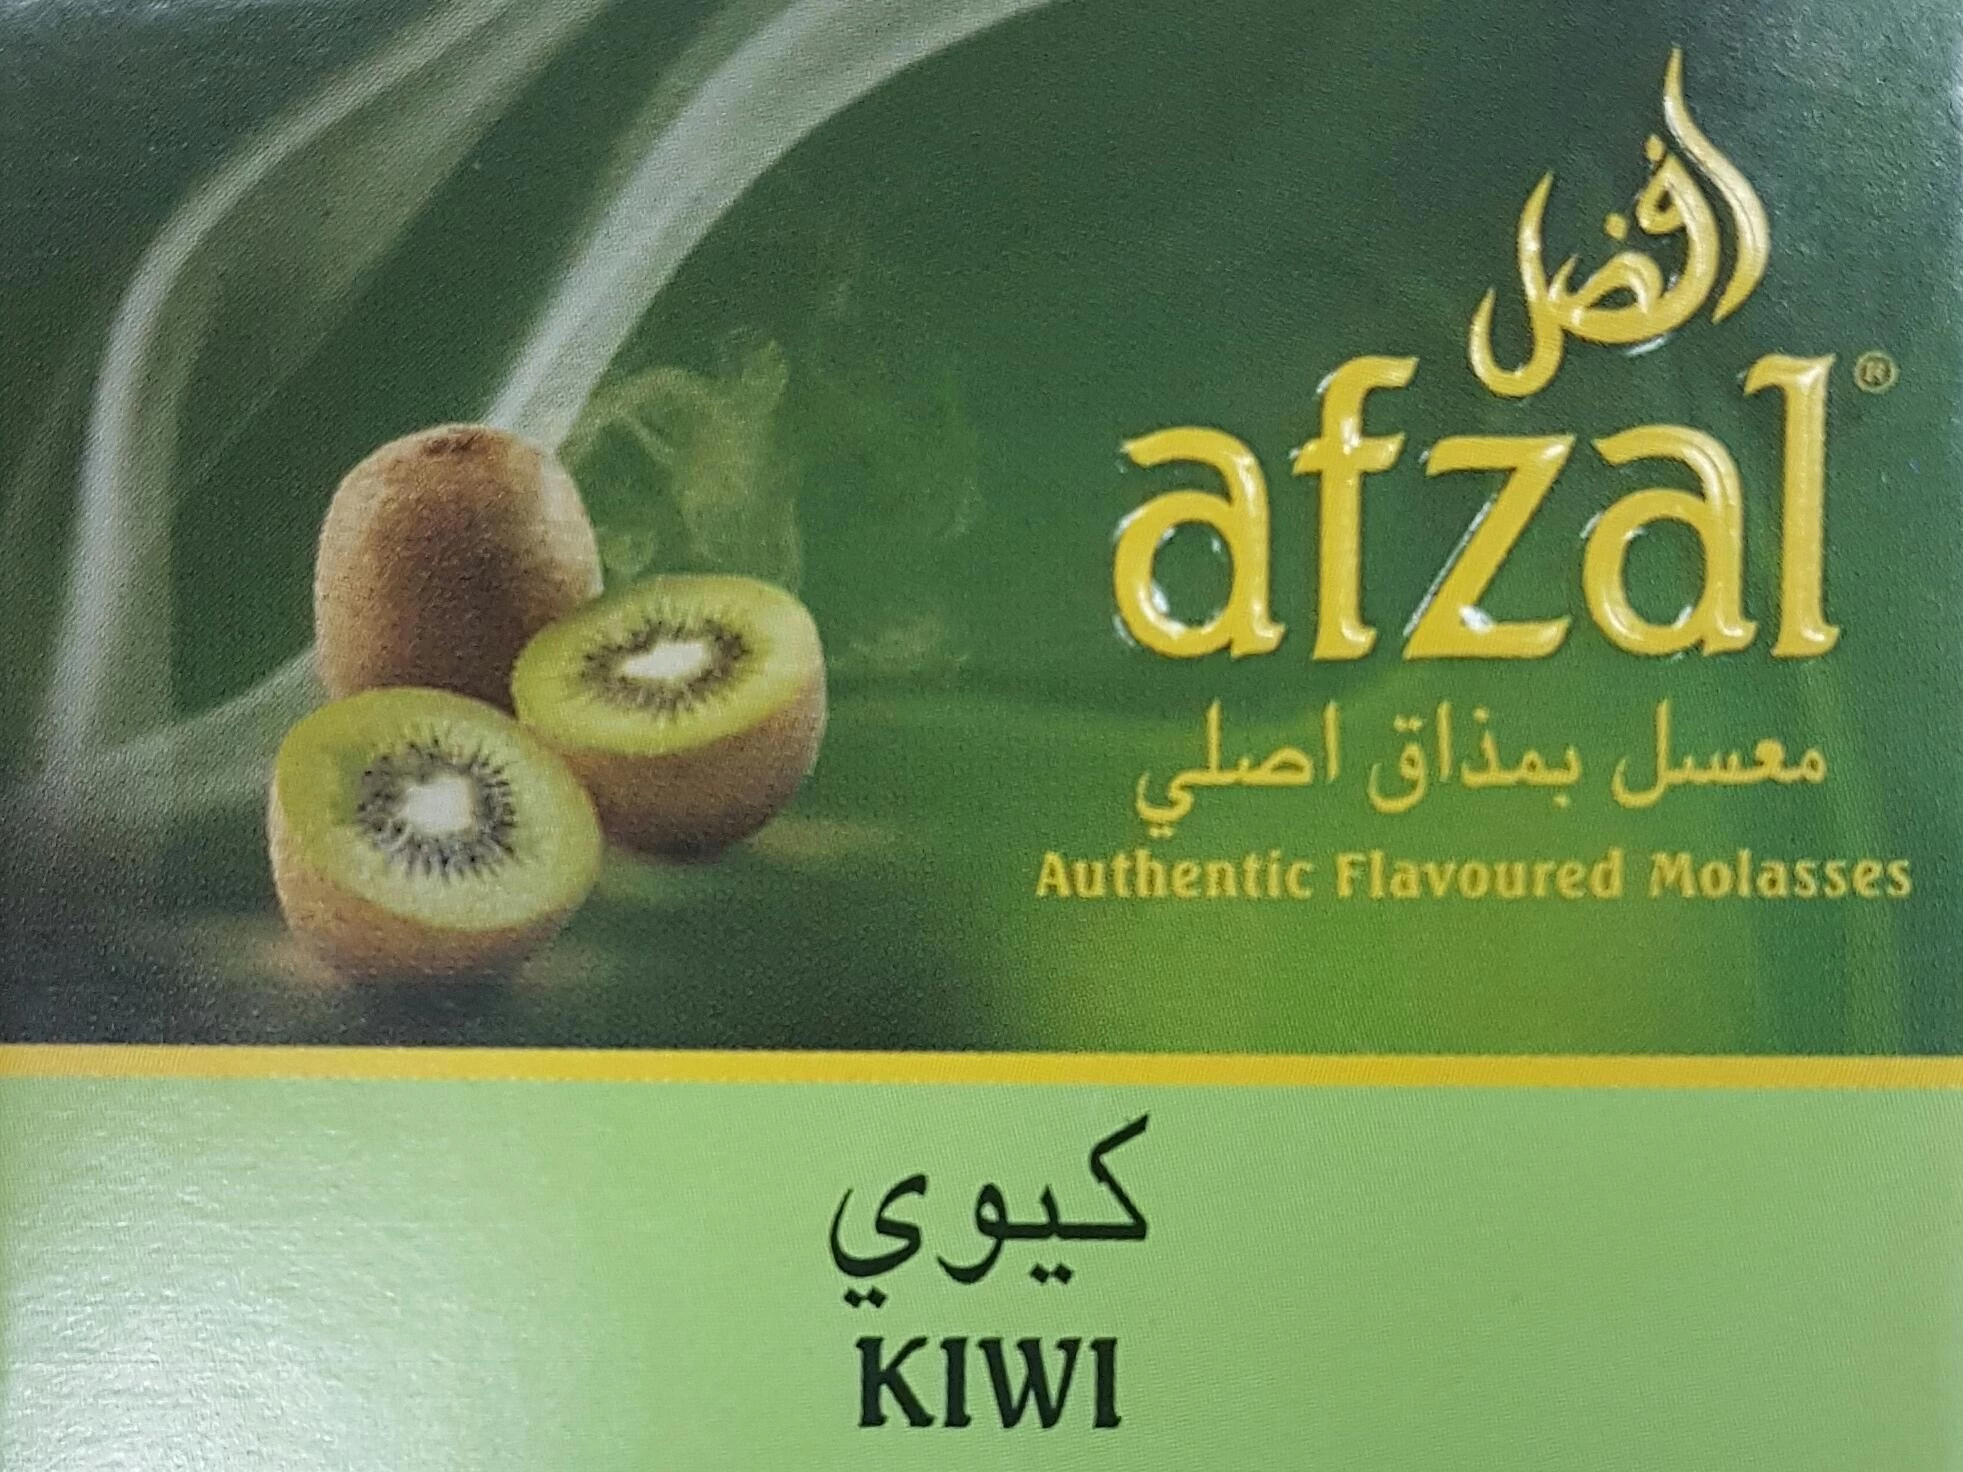 افضل
afzal®
معسل بمذاق اصلي
Authentic Flavoured Molasses
كيوي
KIWI